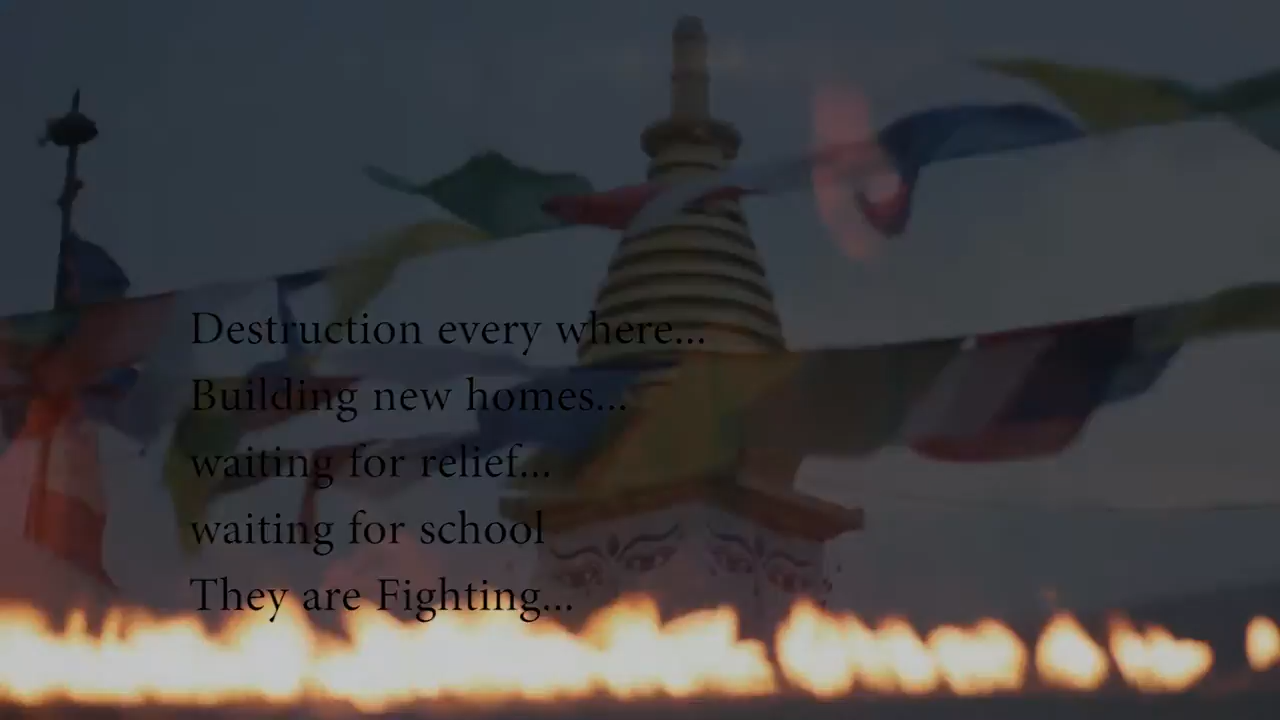 Destruction every where...
Building new homes...
waiting for relief...
waiting for school
They are Fighting...